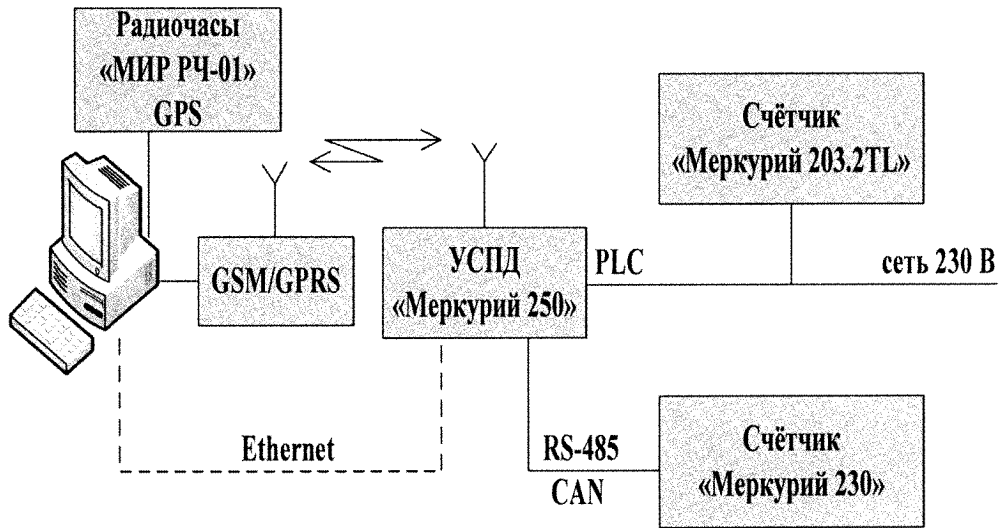 Радиочасы
«МИР РЧ-01»
GPS
Счётчик
«Меркурий 203.2TL»
GSM/GPRS
УСПД
«Меркурий 250»
PLC
сеть 230 В
Ethernet
RS-485
CAN
Счётчик
«Меркурий 230»